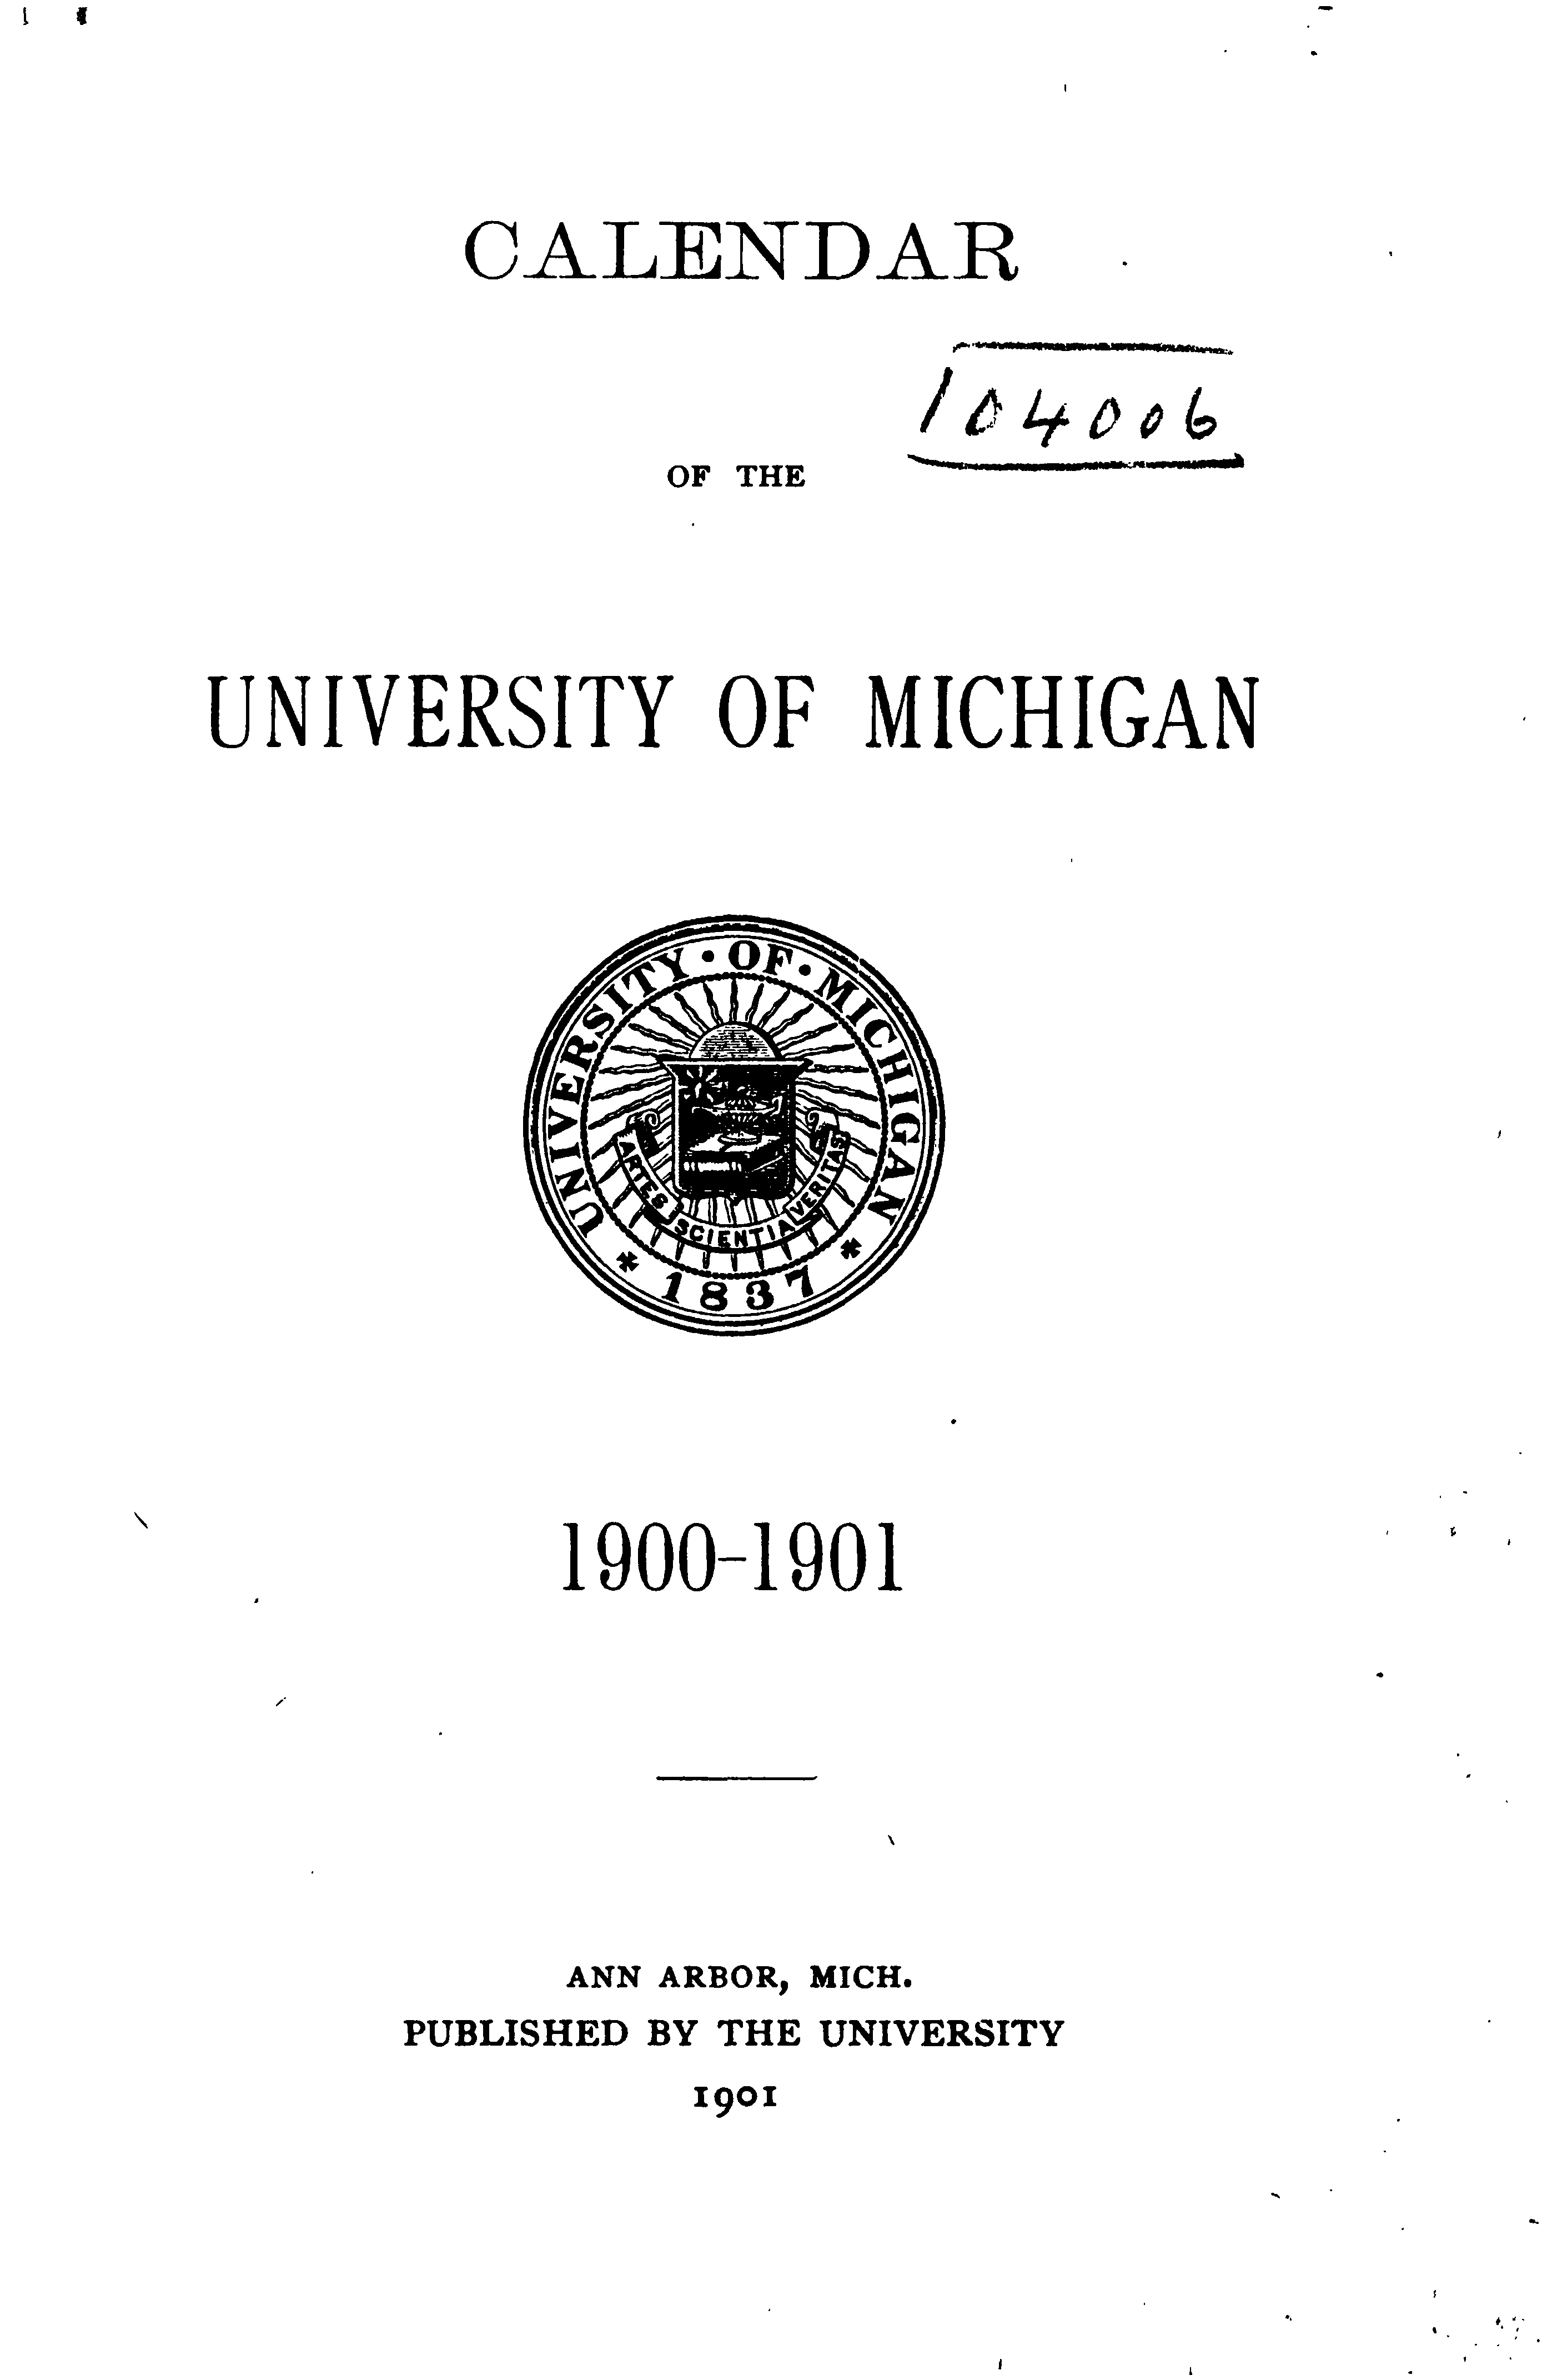 CALENDAR
104006
OF THE
UNIVERSITY OF MICHIGAN
UNIVERSITY · OF · MICHIGAN
ARTES SCIENTIA VERITAS
* 1837 *
1900-1901
ANN ARBOR, MICH.
PUBLISHED BY THE UNIVERSITY
1901